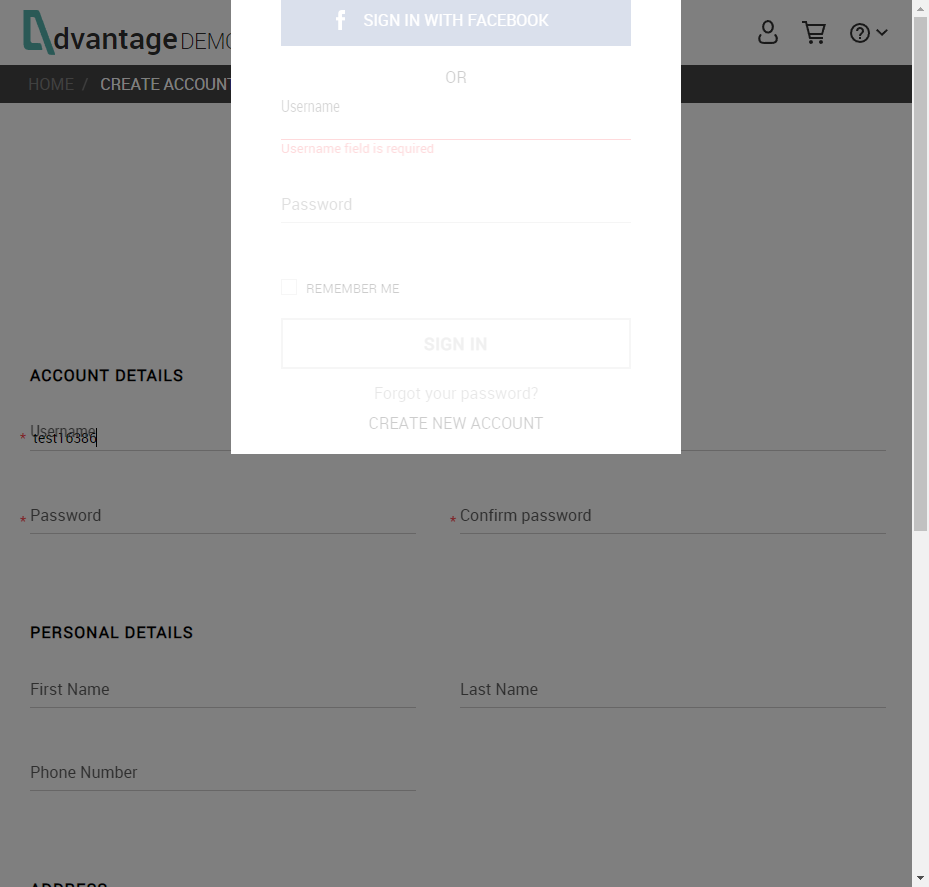 SIGN IN WITH FACEBOOK
dvantage DEMO
HOME / CREATE ACCOUNT
OR
Username
Username field is required
Password
REMEMBER ME
SIGN IN
Forgot your password?
CREATE NEW ACCOUNT
ACCOUNT DETAILS
* Username
test16386
* Password
* Confirm password
PERSONAL DETAILS
First Name
Last Name
Phone Number
ADDRESS